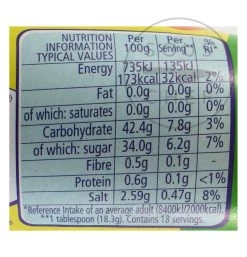 NUTRITION Per Per %
INFORMATION 100g Serving** RI*
TYPICAL VALUES
Energy 735kJ 135kJ
173kcal 32kcal 2%
Fat 0.0g 0.0g 0%
of which: saturates 0.0g 0.0g 0%
Carbohydrate 42.4g 7.8g 3%
of which: sugar 34.0g 6.2g 7%
Fibre 0.5g 0.1g -
Protein 0.6g 0.1g <1%
Salt 2.59g 0.47g 8%
*Reference Intake of an average adult (8400kJ/2000kcal).
**1 tablespoon (18.3g). Contains 18 servings.